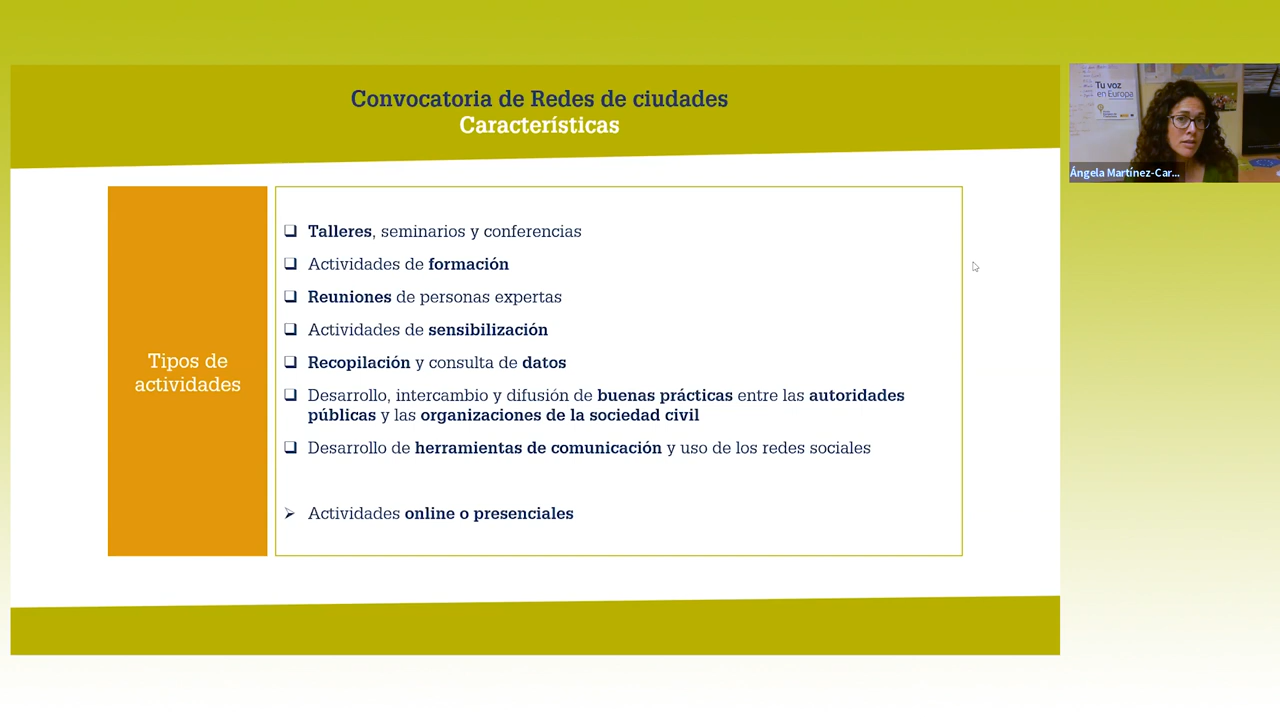 Convocatoria de Redes de ciudades
Características
Tu voz
en Europa
Ángela Martínez-Car...
Tipos de
actividades
Talleres, seminarios y conferencias
Actividades de formación
Reuniones de personas expertas
Actividades de sensibilización
Recopilación y consulta de datos
Desarrollo, intercambio y difusión de buenas prácticas entre las autoridades
públicas y las organizaciones de la sociedad civil
Desarrollo de herramientas de comunicación y uso de los redes sociales
Actividades online o presenciales